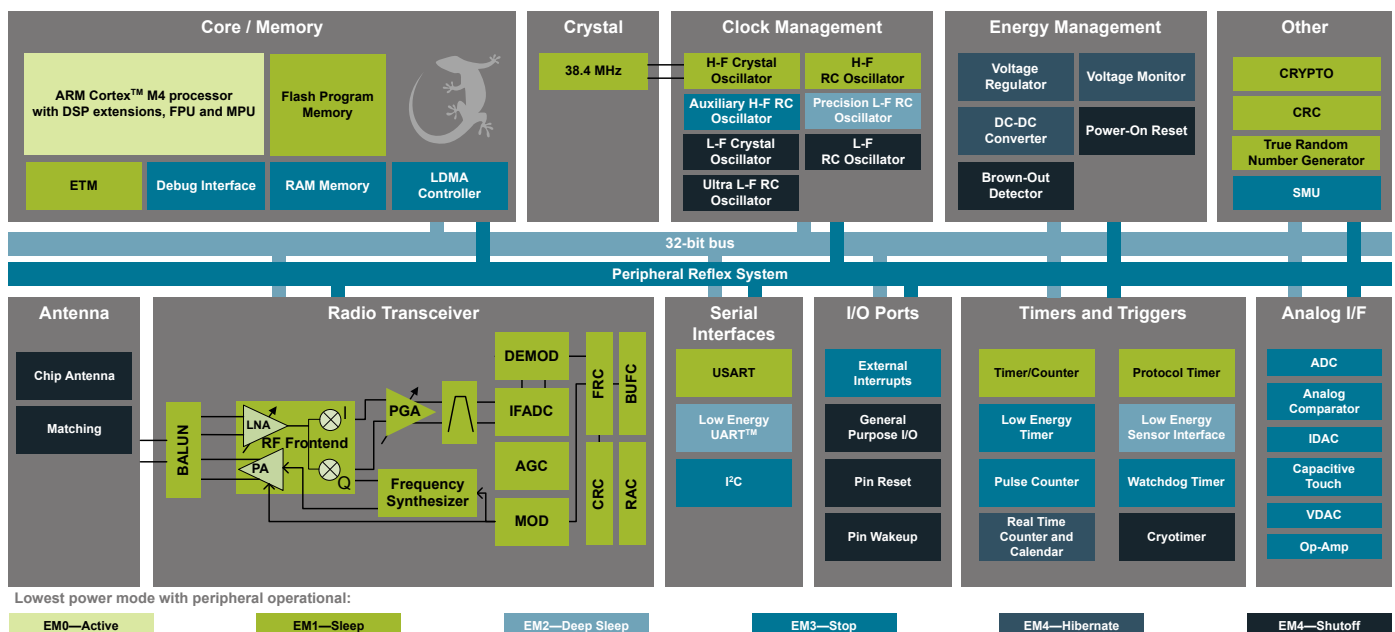 Core / Memory
ARM Cortex™ M4 processor
with DSP extensions, FPU and MPU
Flash Program
Memory
ETM
Debug Interface
RAM Memory
LDMA
Controller
Crystal
38.4 MHz
Clock Management
H-F Crystal
Oscillator
H-F
RC Oscillator
Auxiliary H-F RC
Oscillator
Precision L-F RC
Oscillator
L-F Crystal
Oscillator
L-F
RC Oscillator
Ultra L-F RC
Oscillator
Energy Management
Voltage
Regulator
Voltage Monitor
DC-DC
Converter
Power-On Reset
Brown-Out
Detector
Other
CRYPTO
CRC
True Random
Number Generator
SMU
32-bit bus
Peripheral Reflex System
Antenna
Chip Antenna
Matching
Radio Transceiver
BALUN
LNA
RF Frontend
PA
I
Q
PGA
Frequency
Synthesizer
DEMOD
IFADC
AGC
MOD
FRC
BUFC
CRC
RAC
Serial
Interfaces
USART
Low Energy
UART™
I²C
I/O Ports
External
Interrupts
General
Purpose I/O
Pin Reset
Pin Wakeup
Timers and Triggers
Timer/Counter
Protocol Timer
Low Energy
Timer
Low Energy
Sensor Interface
Pulse Counter
Watchdog Timer
Real Time
Counter and
Calendar
Cryotimer
Analog I/F
ADC
Analog
Comparator
IDAC
Capacitive
Touch
VDAC
Op-Amp
Lowest power mode with peripheral operational:
EM0—Active
EM1—Sleep
EM2—Deep Sleep
EM3—Stop
EM4—Hibernate
EM4—Shutoff